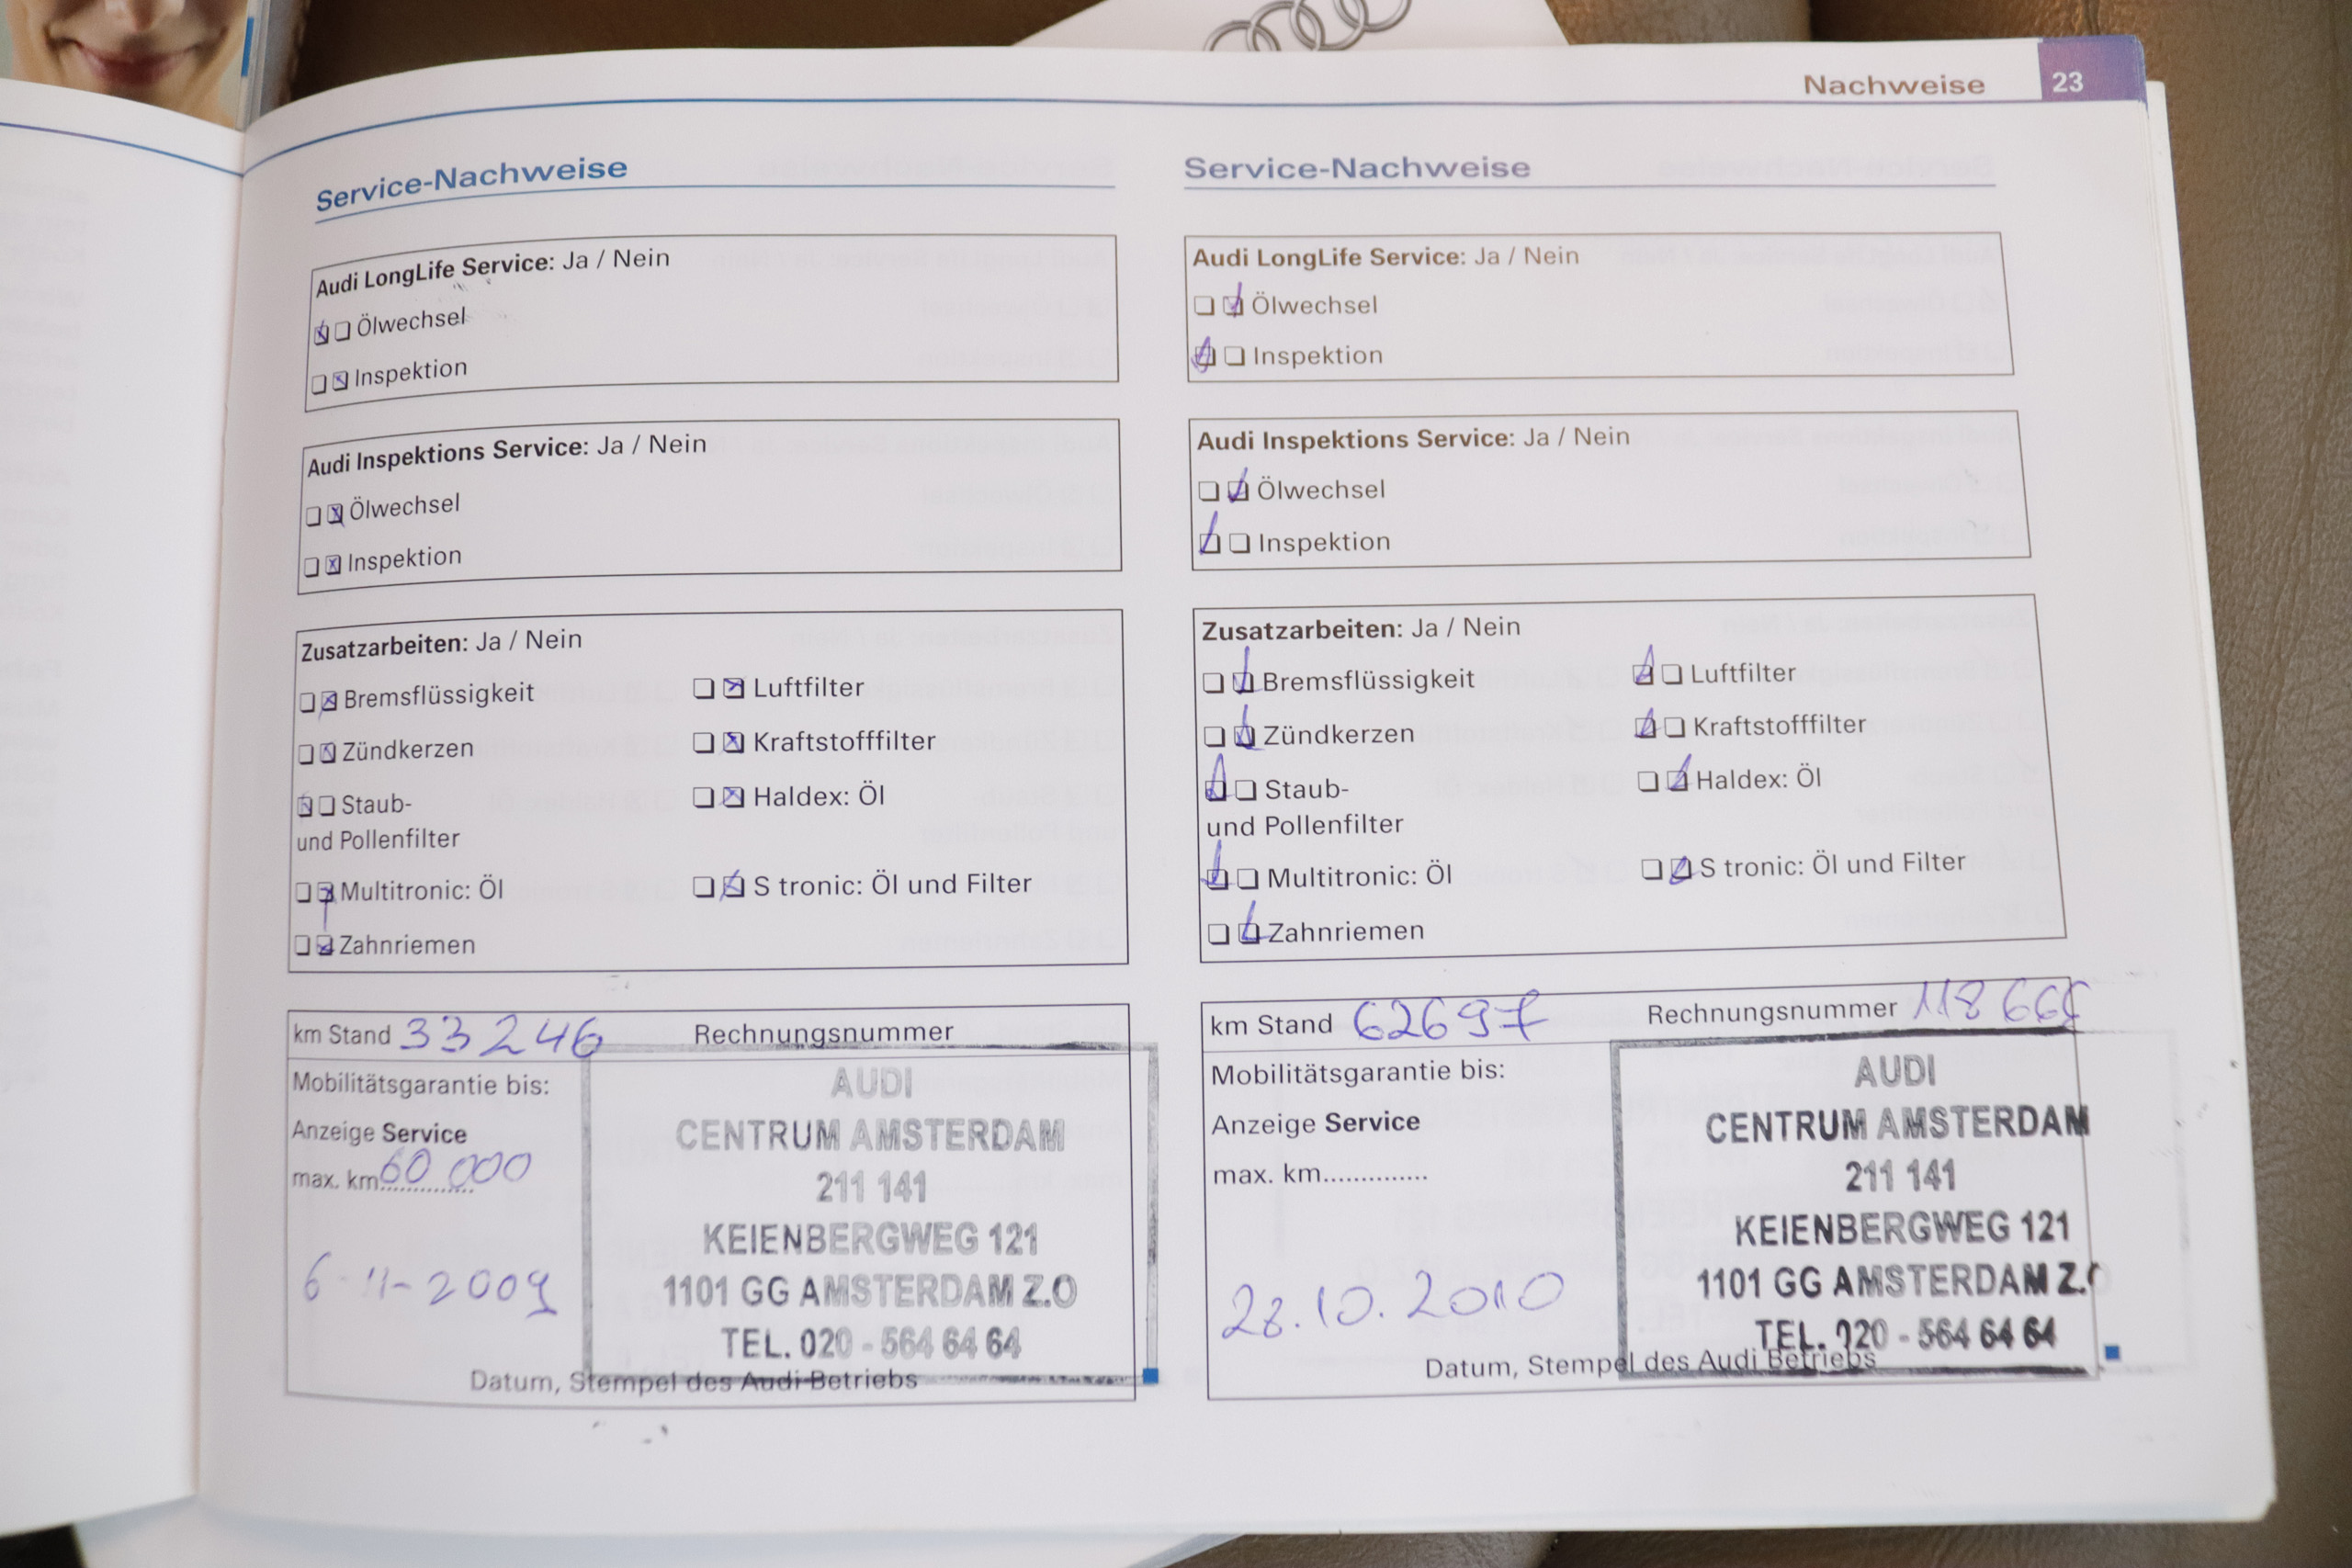 Nachweise 23
Service-Nachweise
Audi LongLife Service: Ja / Nein
Ölwechsel
Inspektion
Audi Inspektions Service: Ja / Nein
Ölwechsel
Inspektion
Zusatzarbeiten: Ja / Nein
Bremsflüssigkeit Luftfilter
Zündkerzen Kraftstofffilter
Staub- Haldex: Öl
und Pollenfilter
Multitronic: Öl S tronic: Öl und Filter
Zahnriemen
km Stand 33246 Rechnungsnummer
Mobilitätsgarantie bis:
Anzeige Service
max. km 60 000
6-11-2009
AUDI
CENTRUM AMSTERDAM
211 141
KEIENBERGWEG 121
1101 GG AMSTERDAM Z.O
TEL. 020 - 564 64 64
Datum, Stempel des Audi Betriebs
Service-Nachweise
Audi LongLife Service: Ja / Nein
Ölwechsel
Inspektion
Audi Inspektions Service: Ja / Nein
Ölwechsel
Inspektion
Zusatzarbeiten: Ja / Nein
Bremsflüssigkeit Luftfilter
Zündkerzen Kraftstofffilter
Staub- Haldex: Öl
und Pollenfilter
Multitronic: Öl S tronic: Öl und Filter
Zahnriemen
km Stand 62697 Rechnungsnummer
Mobilitätsgarantie bis:
Anzeige Service
max. km..............
28.10.2010
AUDI
CENTRUM AMSTERDAM
211 141
KEIENBERGWEG 121
1101 GG AMSTERDAM Z.O
TEL. 020 - 564 64 64
Datum, Stempel des Audi Betriebs